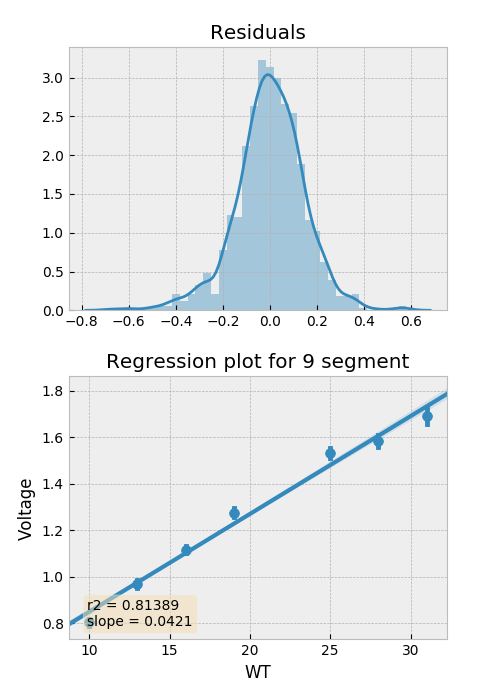 Residuals
3.0
2.5
2.0
1.5
1.0
0.5
0.0
−0.8 −0.6 −0.4 −0.2 0.0 0.2 0.4 0.6
Regression plot for 9 segment
1.8
1.6
1.4
1.2
1.0
0.8
Voltage
r2 = 0.81389
slope = 0.0421
10 15 20 25 30
WT